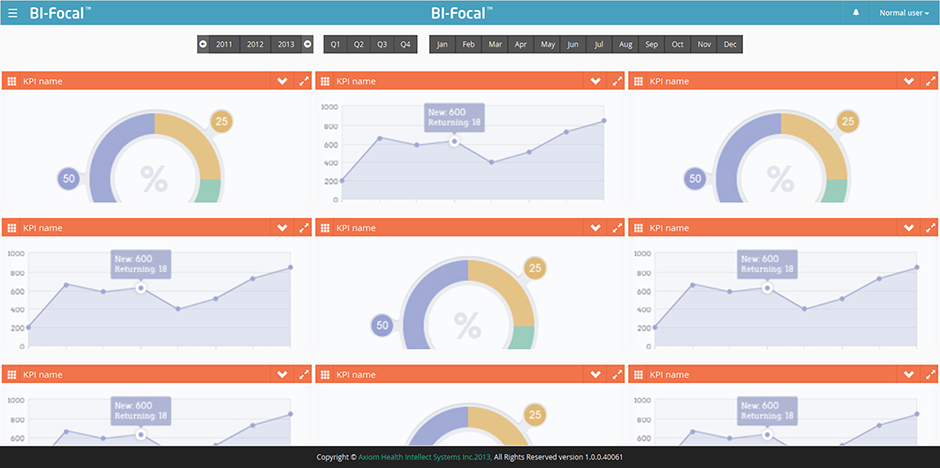 BI-Focal™ BI-Focal™ Normal user
2011 2012 2013 Q1 Q2 Q3 Q4 Jan Feb Mar Apr May Jun Jul Aug Sep Oct Nov Dec
KPI name KPI name KPI name
25
50
%
1000
800
600
400
200
0
New: 600
Returning: 18
25
50
%
KPI name KPI name KPI name
1000
800
600
400
200
0
New: 600
Returning: 18
25
50
%
1000
800
600
400
200
0
New: 600
Returning: 18
KPI name KPI name KPI name
1000
800
600
New: 600
Returning: 18
25
1000
800
600
New: 600
Returning: 18
Copyright © Axiom Health Intellect Systems Inc.2013, All Rights Reserved version 1.0.0.40061